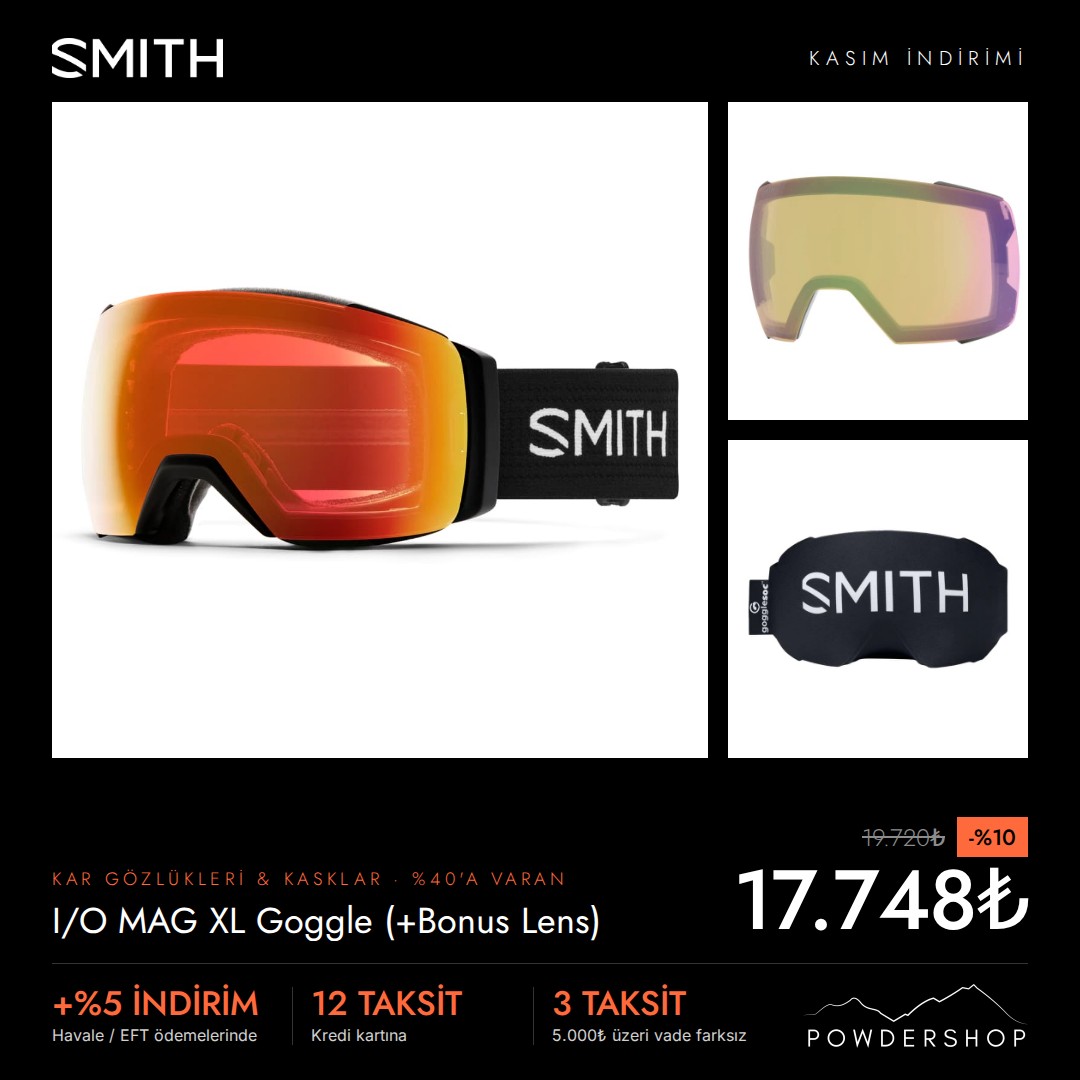 SMITH
KASIM İNDİRİMİ
SMITH
SMITH
gogglesoc
19.720₺
-%10
KAR GÖZLÜKLERİ & KASKLAR · %40'A VARAN
17.748₺
I/O MAG XL Goggle (+Bonus Lens)
+%5 İNDİRİM
Havale / EFT ödemelerinde
12 TAKSİT
Kredi kartına
3 TAKSİT
5.000₺ üzeri vade farksız
POWDERSHOP